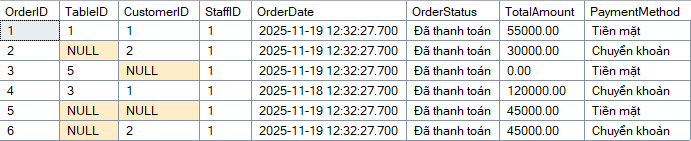 OrderID TableID CustomerID StaffID OrderDate OrderStatus TotalAmount PaymentMethod
1 1 1 1 2025-11-19 12:32:27.700 Đã thanh toán 55000.00 Tiền mặt
2 NULL 2 1 2025-11-19 12:32:27.700 Đã thanh toán 30000.00 Chuyển khoản
3 5 NULL 1 2025-11-19 12:32:27.700 Đã thanh toán 0.00 Tiền mặt
4 3 1 1 2025-11-18 12:32:27.700 Đã thanh toán 120000.00 Chuyển khoản
5 NULL NULL 1 2025-11-19 12:32:27.700 Đã thanh toán 45000.00 Tiền mặt
6 NULL 2 1 2025-11-19 12:32:27.700 Đã thanh toán 45000.00 Chuyển khoản